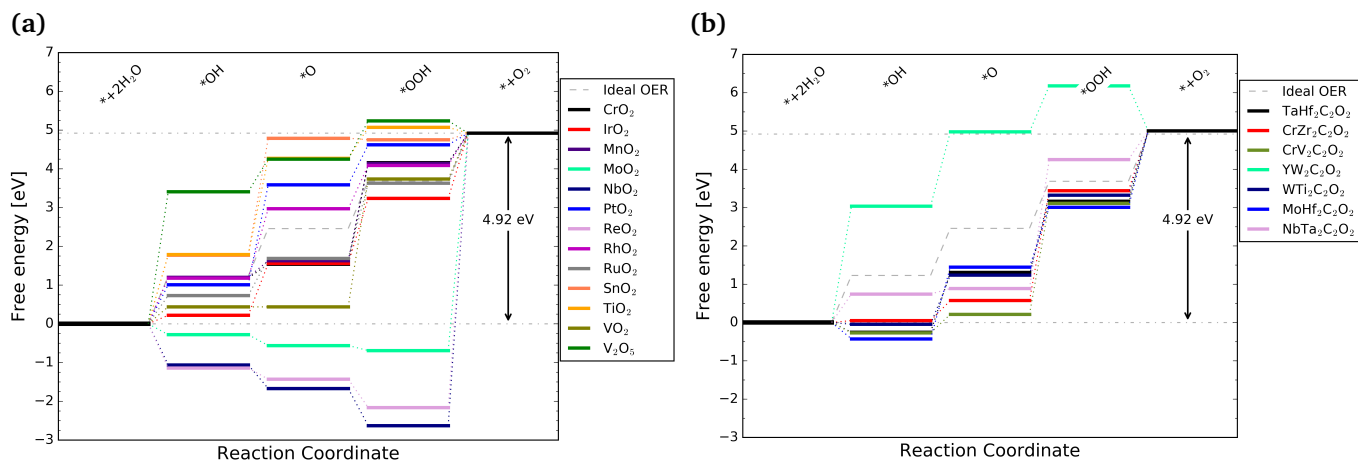 (a)
7
6
5
4
3
2
1
0
−1
−2
−3
Free energy [eV]
Reaction Coordinate
*+2H₂O
*OH
*O
*OOH
*+O₂
4.92 eV
Ideal OER
CrO₂
IrO₂
MnO₂
MoO₂
NbO₂
PtO₂
ReO₂
RhO₂
RuO₂
SnO₂
TiO₂
VO₂
V₂O₅
(b)
7
6
5
4
3
2
1
0
−1
−2
−3
Free energy [eV]
Reaction Coordinate
*+2H₂O
*OH
*O
*OOH
*+O₂
4.92 eV
Ideal OER
TaHf₂C₂O₂
CrZr₂C₂O₂
CrV₂C₂O₂
YW₂C₂O₂
WTi₂C₂O₂
MoHf₂C₂O₂
NbTa₂C₂O₂